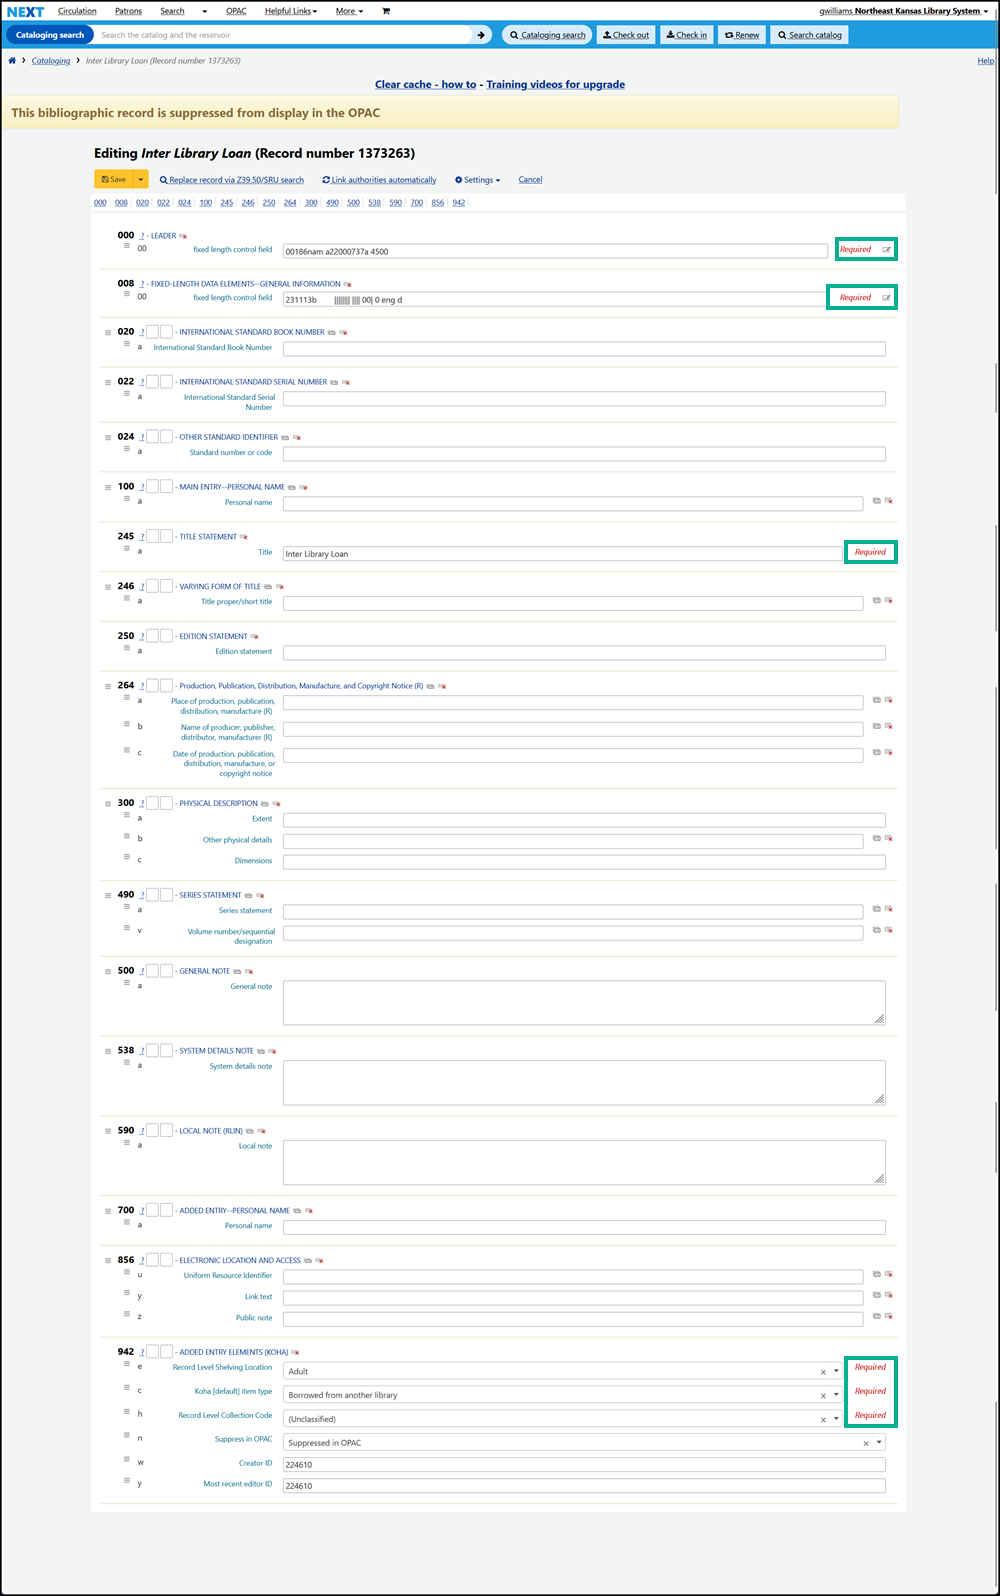 NEXT Circulation Patrons Search OPAC Helpful Links More gwilliams Northeast Kansas Library System
Cataloging search Search the catalog and the reservoir Cataloging search Check out Check in Renew Search catalog
Cataloging Inter Library Loan (Record number 1373263) Help
Clear cache - how to - Training videos for upgrade
This bibliographic record is suppressed from display in the OPAC
Editing Inter Library Loan (Record number 1373263)
Save Replace record via Z39.50/SRU search Link authorities automatically Settings Cancel
000 008 020 022 024 100 245 246 250 264 300 490 500 538 590 700 856 942
000 ? - LEADER
00 fixed length control field 00186nam a22000737a 4500 Required
008 ? - FIXED-LENGTH DATA ELEMENTS--GENERAL INFORMATION
00 fixed length control field 231113b |||||||| |||| 00| 0 eng d Required
020 ? - INTERNATIONAL STANDARD BOOK NUMBER
a International Standard Book Number
022 ? - INTERNATIONAL STANDARD SERIAL NUMBER
a International Standard Serial
Number
024 ? - OTHER STANDARD IDENTIFIER
a Standard number or code
100 ? - MAIN ENTRY--PERSONAL NAME
a Personal name
245 ? - TITLE STATEMENT
a Title Inter Library Loan Required
246 ? - VARYING FORM OF TITLE
a Title proper/short title
250 ? - EDITION STATEMENT
a Edition statement
264 ? - Production, Publication, Distribution, Manufacture, and Copyright Notice (R)
a Place of production, publication,
distribution, manufacture (R)
b Name of producer, publisher,
distributor, manufacturer (R)
c Date of production, publication,
distribution, manufacture, or
copyright notice
300 ? - PHYSICAL DESCRIPTION
a Extent
b Other physical details
c Dimensions
490 ? - SERIES STATEMENT
a Series statement
v Volume number/sequential
designation
500 ? - GENERAL NOTE
a General note
538 ? - SYSTEM DETAILS NOTE
a System details note
590 ? - LOCAL NOTE (RLIN)
a Local note
700 ? - ADDED ENTRY--PERSONAL NAME
a Personal name
856 ? - ELECTRONIC LOCATION AND ACCESS
u Uniform Resource Identifier
y Link text
z Public note
942 ? - ADDED ENTRY ELEMENTS (KOHA)
e Record Level Shelving Location Adult Required
c Koha [default] item type Borrowed from another library Required
h Record Level Collection Code (Unclassified) Required
n Suppress in OPAC Suppressed in OPAC
w Creator ID 224610
y Most recent editor ID 224610